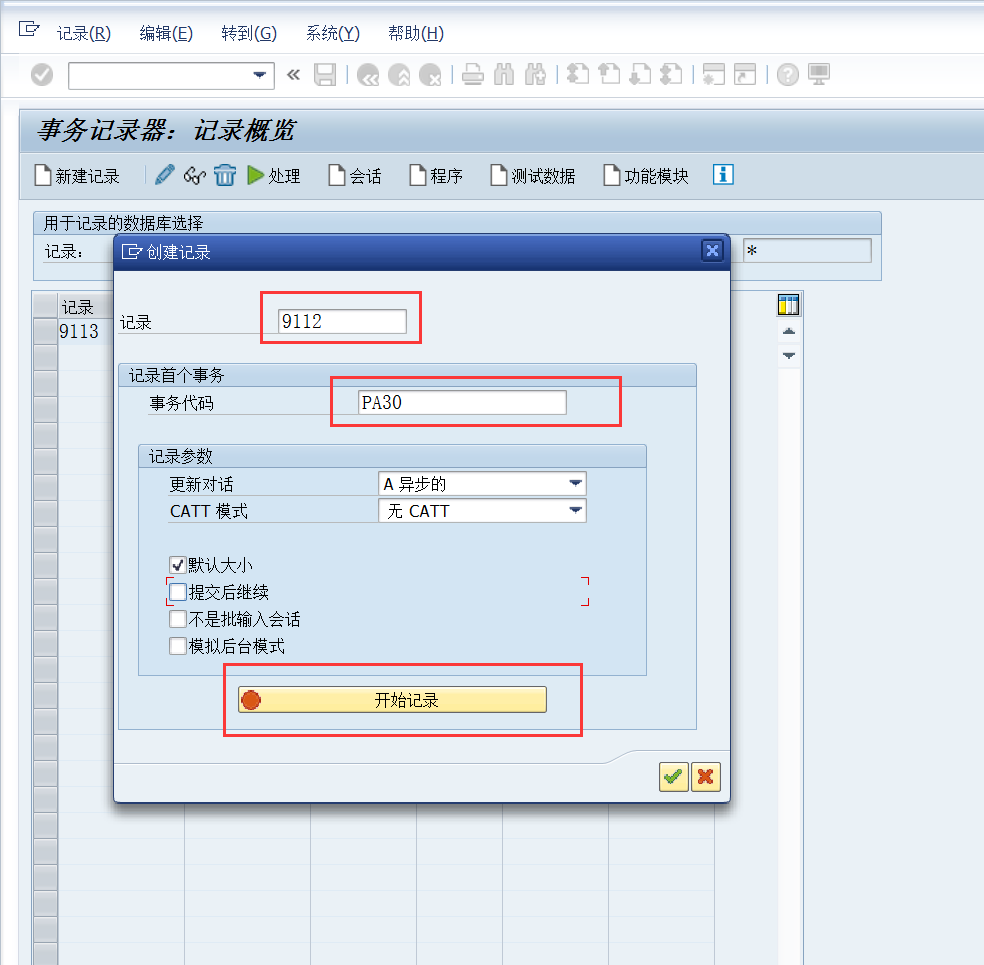 记录(R) 编辑(E) 转到(G) 系统(Y) 帮助(H)
事务记录器：记录概览
新建记录 处理 会话 程序 测试数据 功能模块
用于记录的数据库选择
记录： *
记录
9113
创建记录
记录 9112
记录首个事务
事务代码 PA30
记录参数
更新对话 A 异步的
CATT 模式 无 CATT
默认大小
提交后继续
不是批输入会话
模拟后台模式
开始记录